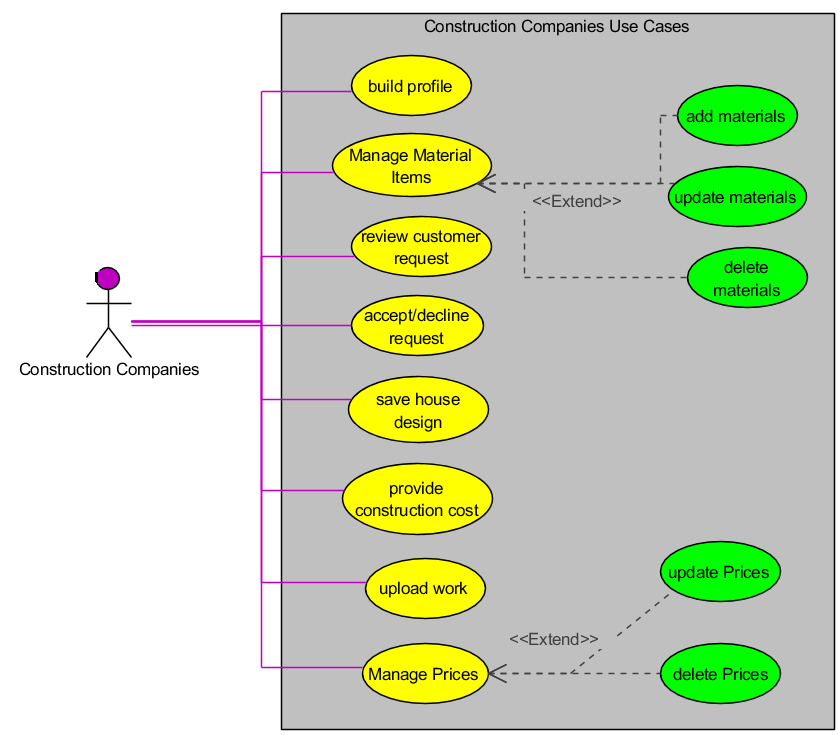 Construction Companies Use Cases
build profile
add materials
Manage Material
Items
update materials
<<Extend>>
review customer
request
delete
materials
accept/decline
request
Construction Companies
save house
design
provide
construction cost
update Prices
upload work
<<Extend>>
Manage Prices
delete Prices